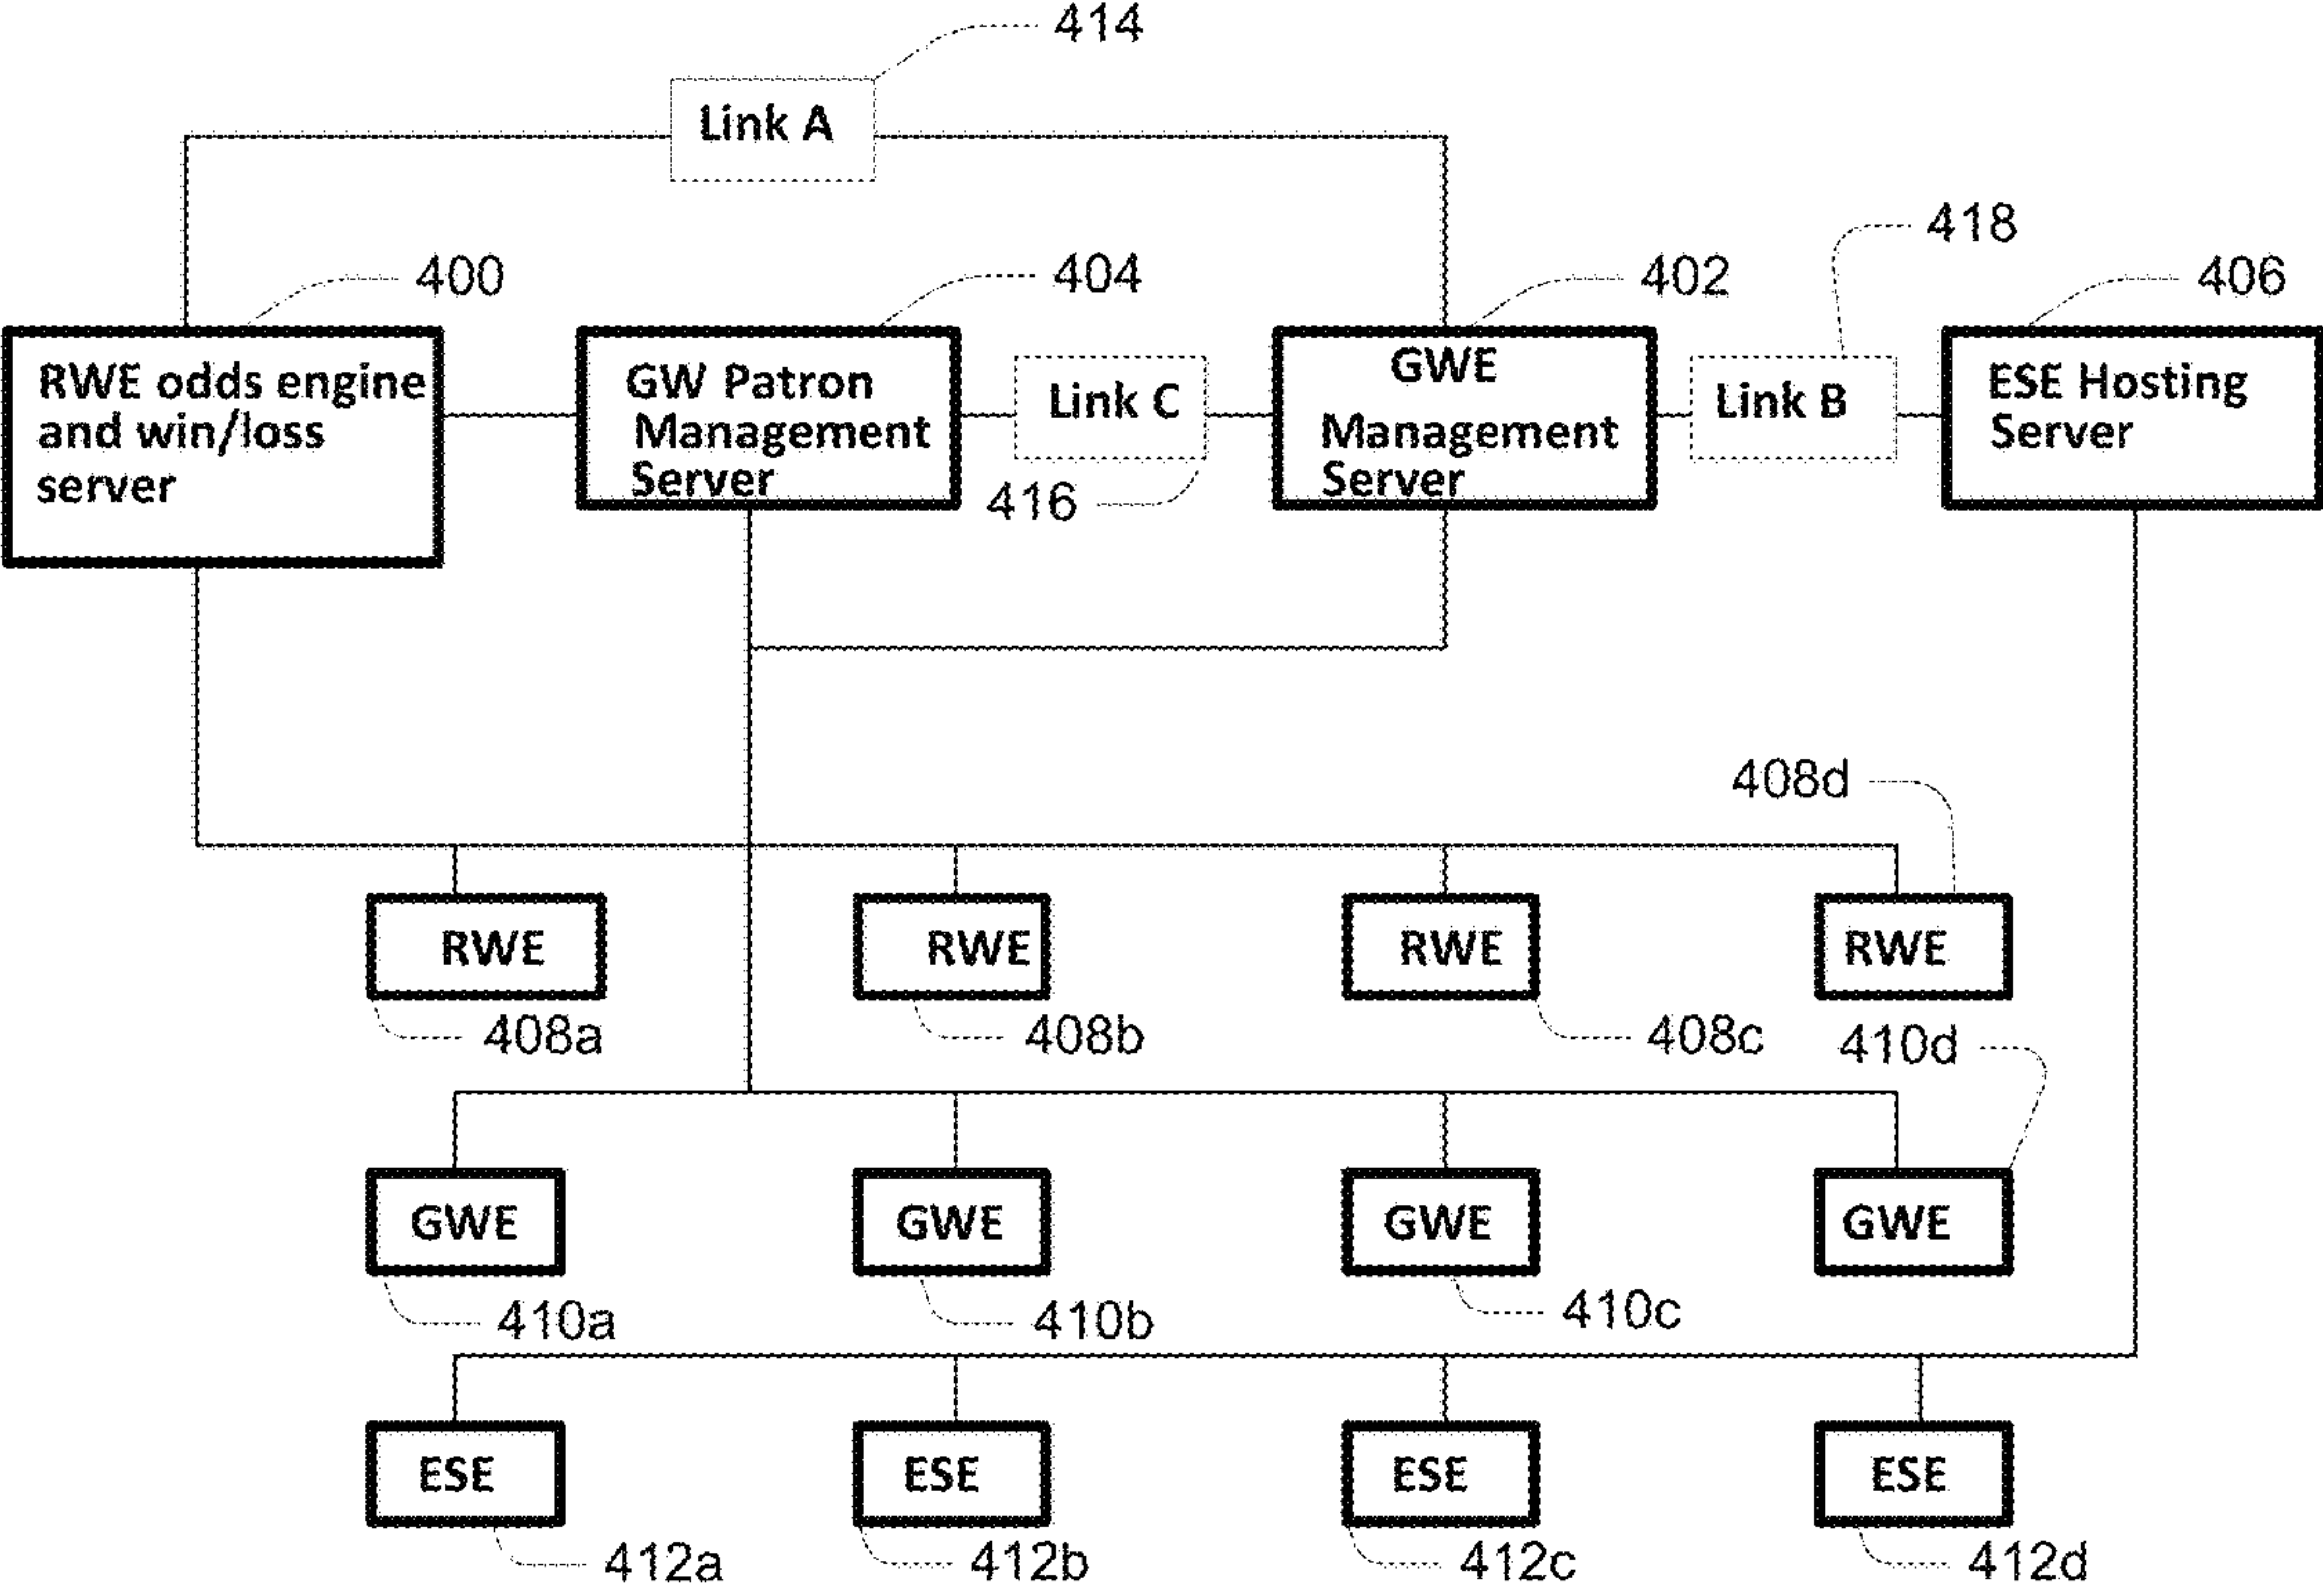 414
Link A
418
400
404
402
406
RWE odds engine
and win/loss
server
GW Patron
Management
Server
Link C
416
GWE
Management
Server
Link B
ESE Hosting
Server
408d
RWE
RWE
RWE
RWE
408a
408b
408c
410d
GWE
GWE
GWE
GWE
410a
410b
410c
ESE
ESE
ESE
ESE
412a
412b
412c
412d